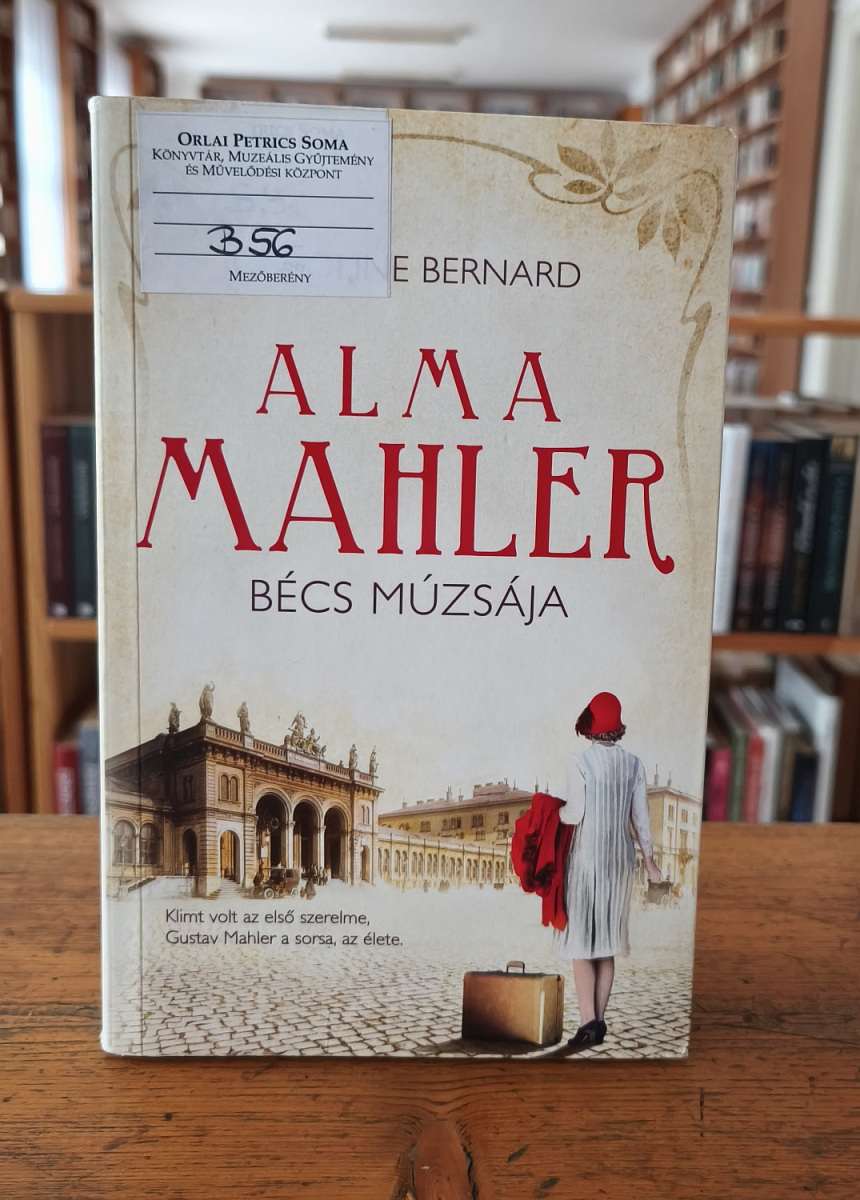 ORLAI PETRICS SOMA
KÖNYVTÁR, MUZEÁLIS GYŰJTEMÉNY
ÉS MŰVELŐDÉSI KÖZPONT
B 56
MEZŐBERÉNY
BERNARD
ALMA
MAHLER
BÉCS MÚZSÁJA
Klimt volt az első szerelme,
Gustav Mahler a sorsa, az élete.